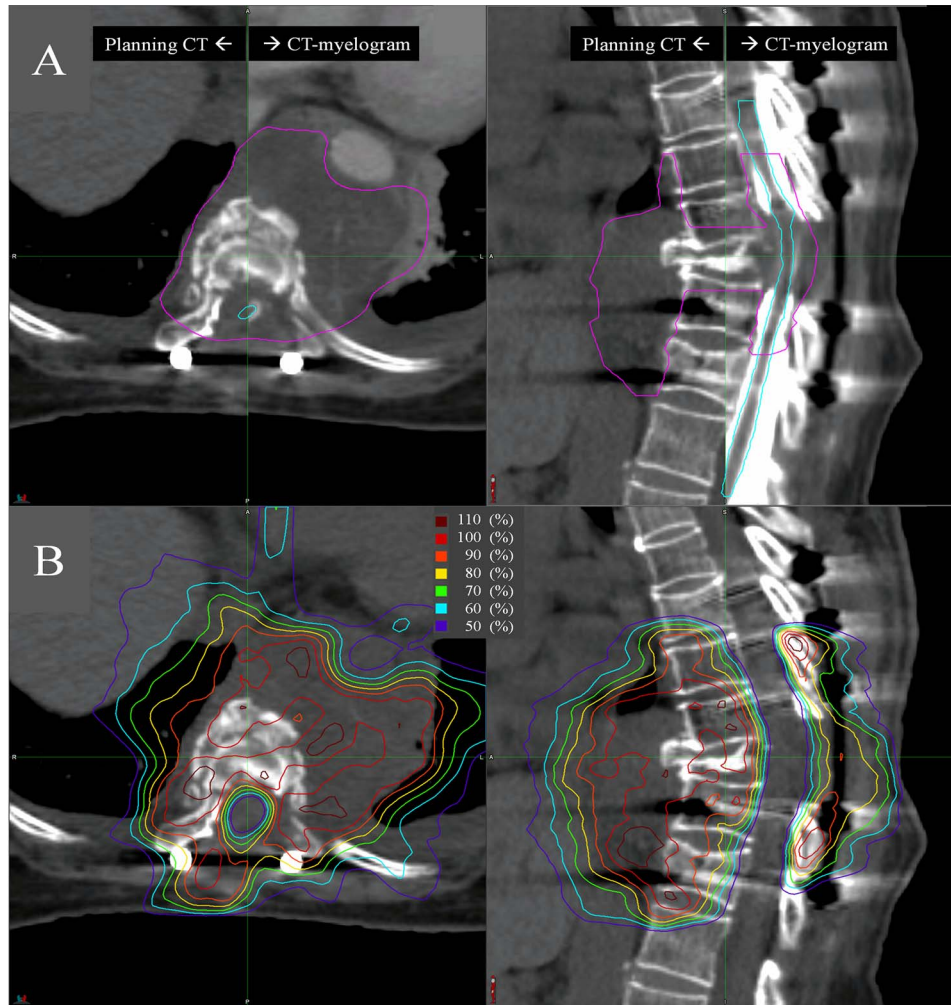 A
Planning CT ← → CT-myelogram
Planning CT ← → CT-myelogram
A
S
R
L
A
P
B
110 (%)
100 (%)
90 (%)
80 (%)
70 (%)
60 (%)
50 (%)
A
S
R
L
A
P
I